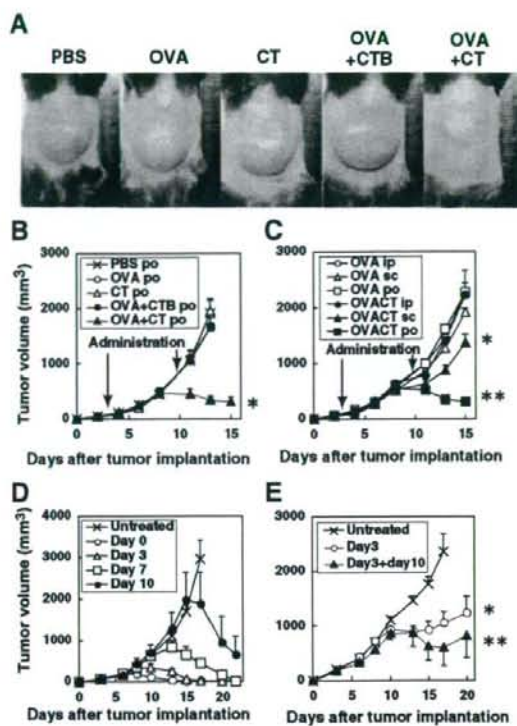 A
PBS
OVA
CT
OVA
+CTB
OVA
+CT
B
3000
2000
1000
0
PBS po
OVA po
CT po
OVA+CTB po
OVA+CT po
Administration
*
0 5 10 15
Tumor volume (mm3)
Days after tumor implantation
C
3000
2000
1000
0
OVA ip
OVA sc
OVA po
OVACT ip
OVACT sc
OVACT po
Administration
*
**
0 5 10 15
Days after tumor implantation
D
4000
3000
2000
1000
0
Untreated
Day 0
Day 3
Day 7
Day 10
0 5 10 15 20
Tumor volume (mm3)
Days after tumor implantation
E
3000
2000
1000
0
Untreated
Day3
Day3+day10
*
**
0 5 10 15 20
Days after tumor implantation